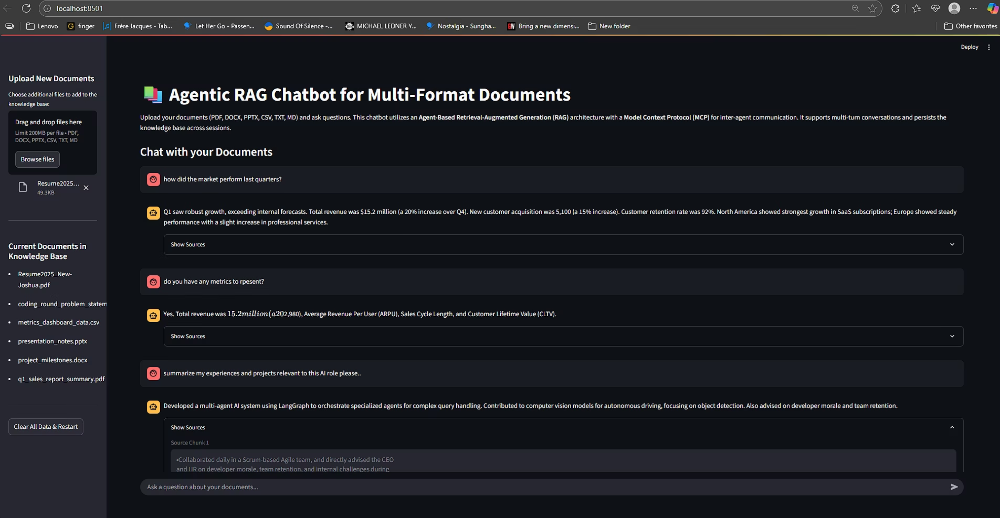 localhost:8501
Lenovo
finger
Frére Jacques - Tab...
Let Her Go - Passen...
Sound Of Silence -...
MICHAEL LEDNER Y...
Nostalgia - Sungha...
Bring a new dimensi...
New folder
Other favorites
Deploy
Upload New Documents
Choose additional files to add to the
knowledge base:
Drag and drop files here
Limit 200MB per file • PDF,
DOCX, PPTX, CSV, TXT, MD
Browse files
Resume2025...
49.3KB
Current Documents in
Knowledge Base
Resume2025_New-
Joshua.pdf
coding_round_problem_statem
metrics_dashboard_data.csv
presentation_notes.pptx
project_milestones.docx
q1_sales_report_summary.pdf
Clear All Data & Restart
Agentic RAG Chatbot for Multi-Format Documents
Upload your documents (PDF, DOCX, PPTX, CSV, TXT, MD) and ask questions. This chatbot utilizes an Agent-Based Retrieval-Augmented Generation (RAG) architecture with a Model Context Protocol (MCP) for inter-agent communication. It supports multi-turn conversations and persists the
knowledge base across sessions.
Chat with your Documents
how did the market perform last quarters?
Q1 saw robust growth, exceeding internal forecasts. Total revenue was $15.2 million (a 20% increase over Q4). New customer acquisition was 5,100 (a 15% increase). Customer retention rate was 92%. North America showed strongest growth in SaaS subscriptions; Europe showed steady
performance with a slight increase in professional services.
Show Sources
do you have any metrics to rpesent?
Yes. Total revenue was 15.2million(a202,980), Average Revenue Per User (ARPU), Sales Cycle Length, and Customer Lifetime Value (CLTV).
Show Sources
summarize my experiences and projects relevant to this AI role please..
Developed a multi-agent AI system using LangGraph to orchestrate specialized agents for complex query handling. Contributed to computer vision models for autonomous driving, focusing on object detection. Also advised on developer morale and team retention.
Show Sources
Source Chunk 1
•Collaborated daily in a Scrum-based Agile team, and directly advised the CEO
and HR on developer morale, team retention, and internal challenges during
Ask a question about your documents...